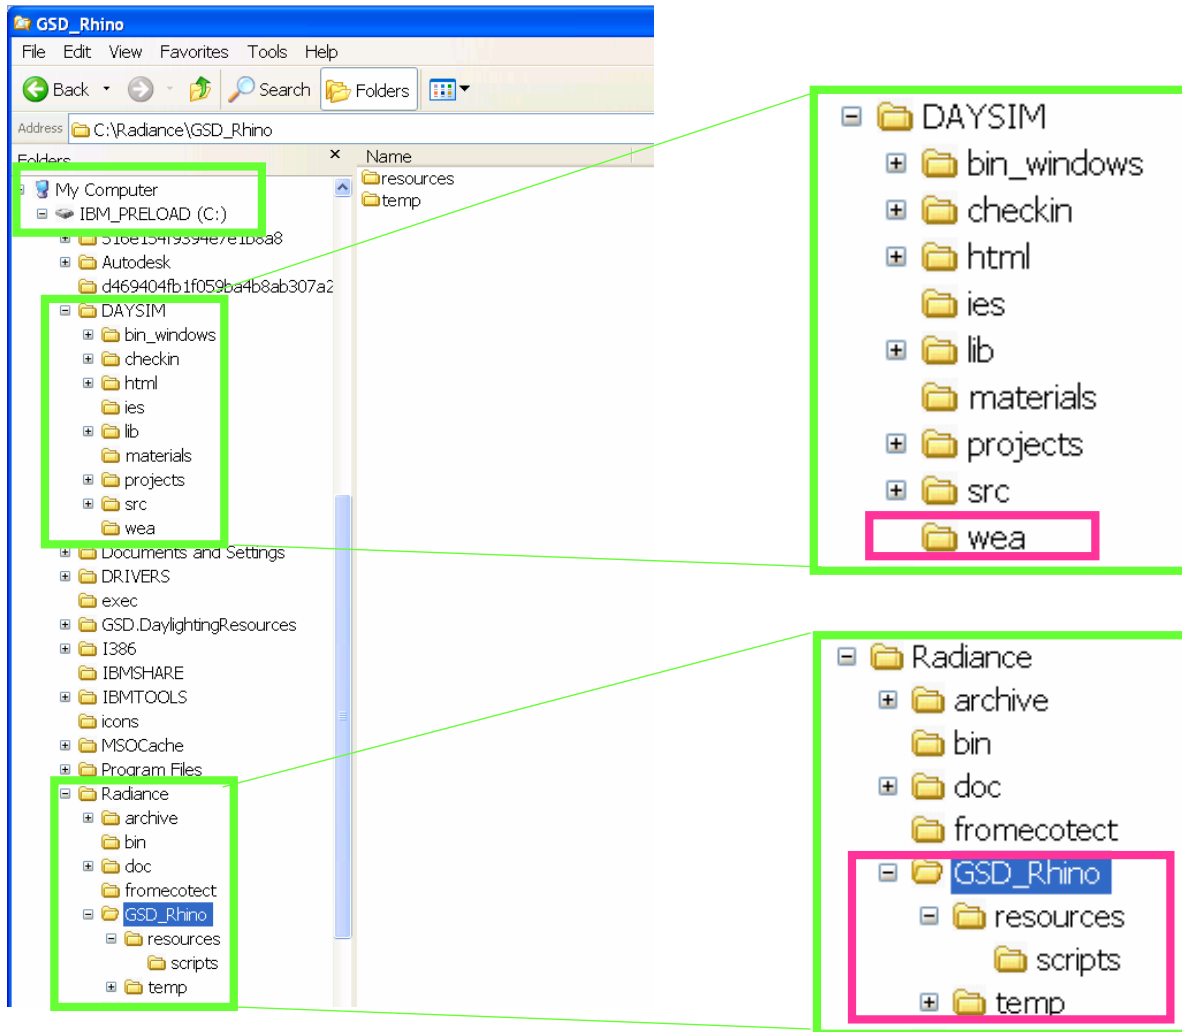 GSD_Rhino
File Edit View Favorites Tools Help
Back Search Folders
Address C:\Radiance\GSD_Rhino
Folders × Name
resources
temp
My Computer
IBM_PRELOAD (C:)
516e154f9394e7e1b8a8
Autodesk
d469404fb1f059ba4b8ab307a2
DAYSIM
bin_windows
checkin
html
ies
lib
materials
projects
src
wea
Documents and Settings
DRIVERS
exec
GSD.DaylightingResources
I386
IBMSHARE
IBMTOOLS
icons
MSOCache
Program Files
Radiance
archive
bin
doc
fromecotect
GSD_Rhino
resources
scripts
temp
DAYSIM
bin_windows
checkin
html
ies
lib
materials
projects
src
wea
Radiance
archive
bin
doc
fromecotect
GSD_Rhino
resources
scripts
temp